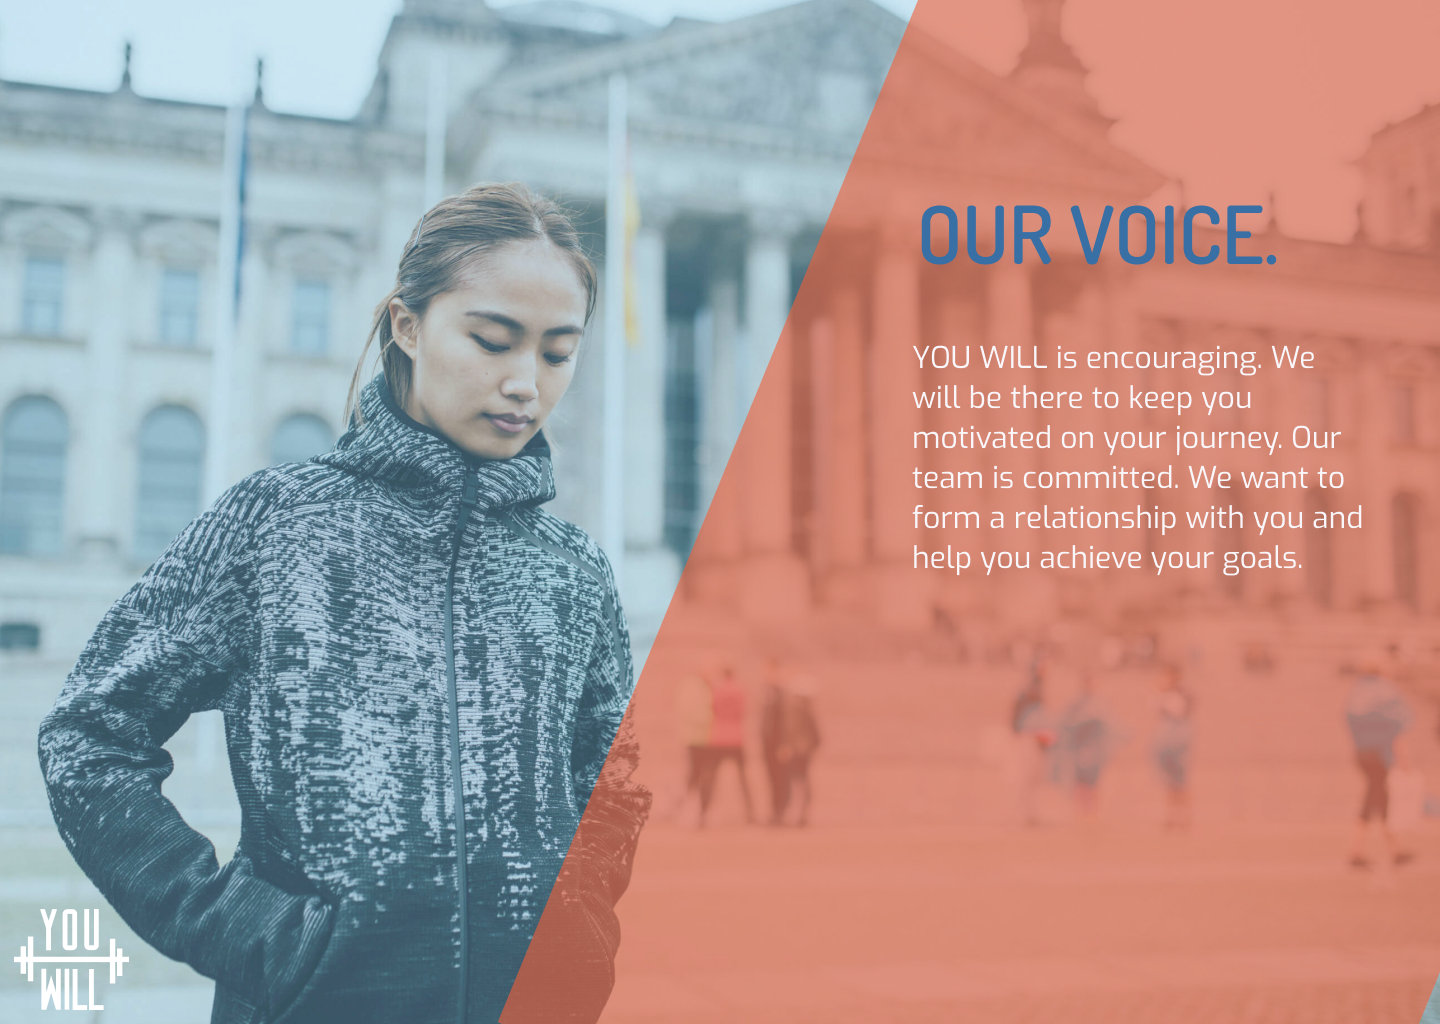 OUR VOICE.
YOU WILL is encouraging. We
will be there to keep you
motivated on your journey. Our
team is committed. We want to
form a relationship with you and
help you achieve your goals.
YOU
WILL